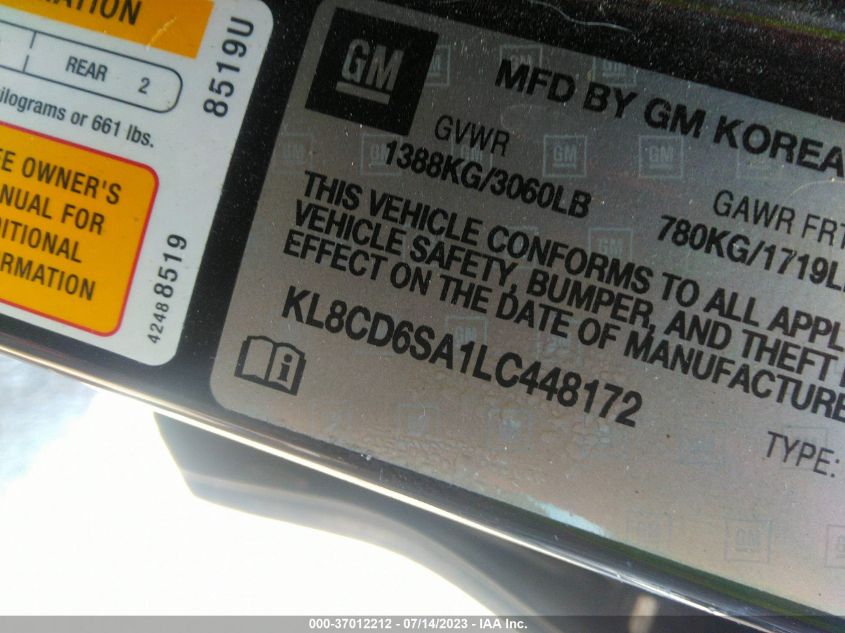 ATION
REAR 2
ilograms or 661 lbs.
E OWNER'S
NUAL FOR
DITIONAL
RMATION
8519U
42488519
GM
MFD BY GM KOREA
GVWR
1388KG/3060LB
GAWR FRT
780KG/1719L
THIS VEHICLE CONFORMS TO ALL APPL
VEHICLE SAFETY, BUMPER, AND THEFT
EFFECT ON THE DATE OF MANUFACTURE
KL8CD6SA1LC448172
TYPE:
000-37012212 - 07/14/2023 - IAA Inc.